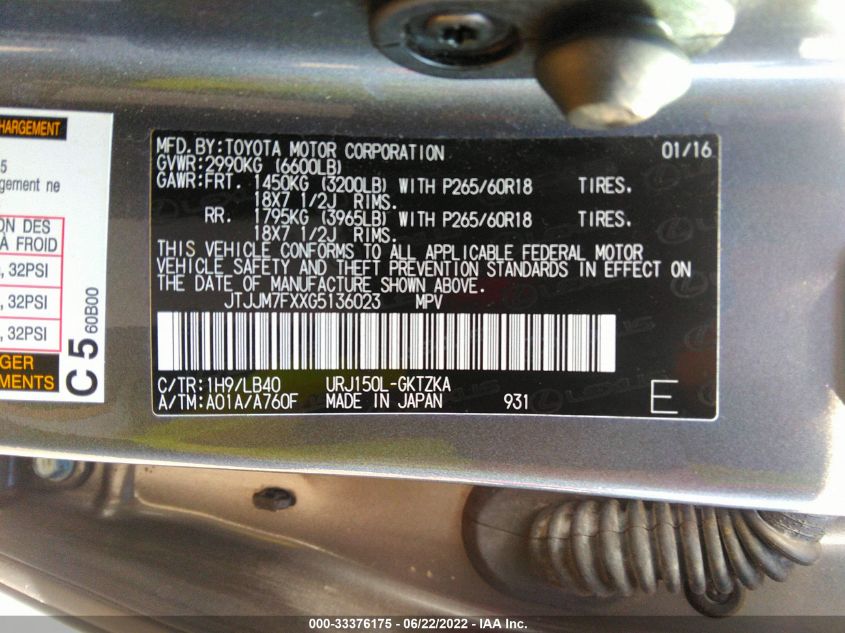 HARGEMENT
5
gement ne
ON DES
À FROID
, 32PSI
, 32PSI
, 32PSI
GER
EMENTS
C5 60B00
MFD.BY:TOYOTA MOTOR CORPORATION 01/16
GVWR:2990KG (6600LB)
GAWR:FRT. 1450KG (3200LB) WITH P265/60R18 TIRES.
18X7 1/2J RIMS.
RR. 1795KG (3965LB) WITH P265/60R18 TIRES.
18X7 1/2J RIMS.
THIS VEHICLE CONFORMS TO ALL APPLICABLE FEDERAL MOTOR
VEHICLE SAFETY AND THEFT PREVENTION STANDARDS IN EFFECT ON
THE DATE OF MANUFACTURE SHOWN ABOVE.
JTJJM7FXXG5136023 MPV
C/TR:1H9/LB40 URJ150L-GKTZKA
A/TM:A01A/A760F MADE IN JAPAN 931 E
000-33376175 - 06/22/2022 - IAA Inc.